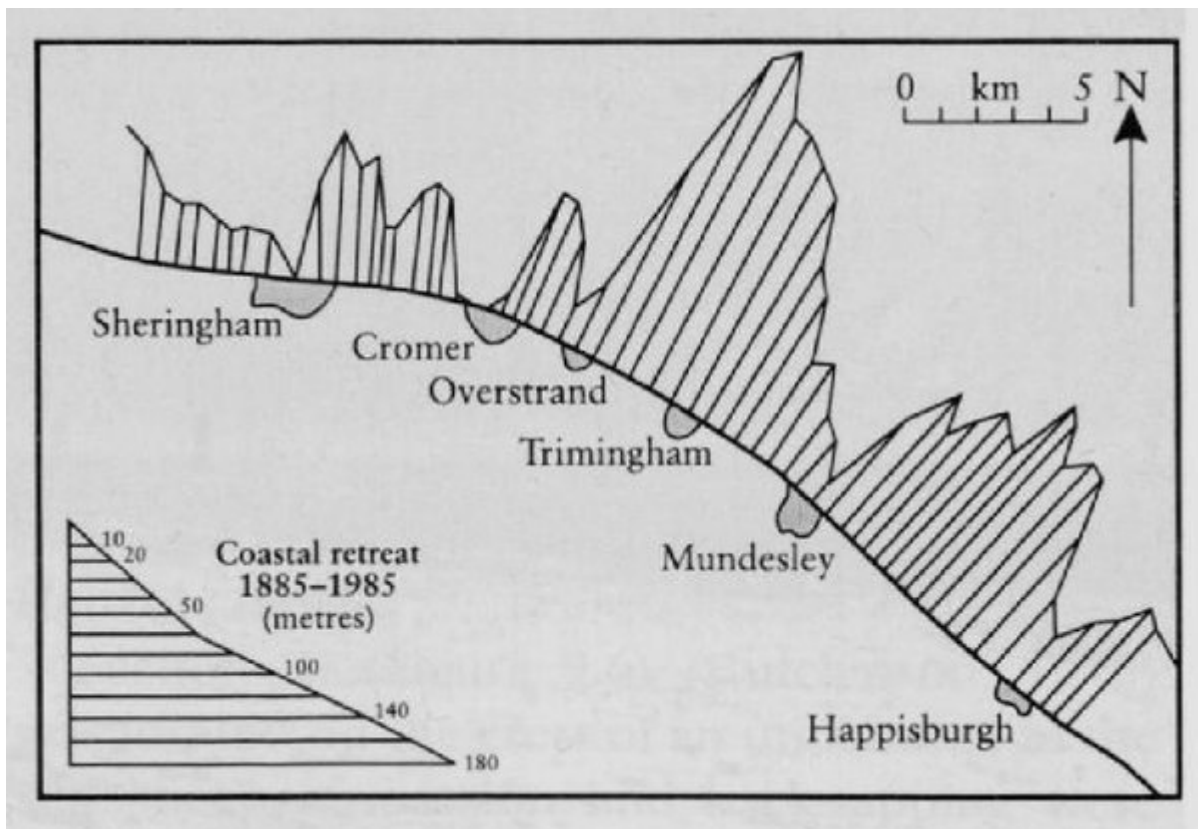 0 km 5 N
Sheringham
Cromer
Overstrand
Trimingham
Mundesley
Happisburgh
Coastal retreat
1885–1985
(metres)
10
20
50
100
140
180